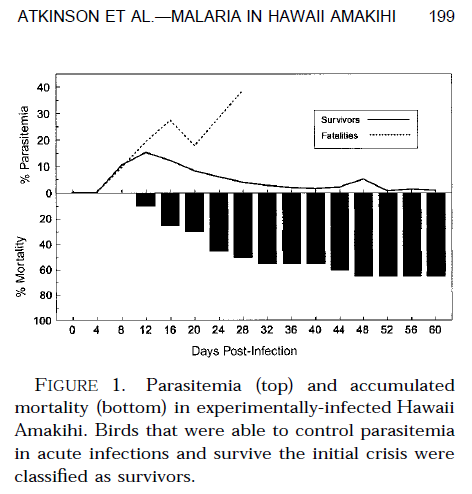 ATKINSON ET AL.—MALARIA IN HAWAII AMAKIHI 199
% Parasitemia
40
30
20
10
0
Survivors
Fatalities
% Mortality
20
40
60
80
100
0 4 8 12 16 20 24 28 32 36 40 44 48 52 56 60
Days Post-Infection
FIGURE 1. Parasitemia (top) and accumulated
mortality (bottom) in experimentally-infected Hawaii
Amakihi. Birds that were able to control parasitemia
in acute infections and survive the initial crisis were
classified as survivors.